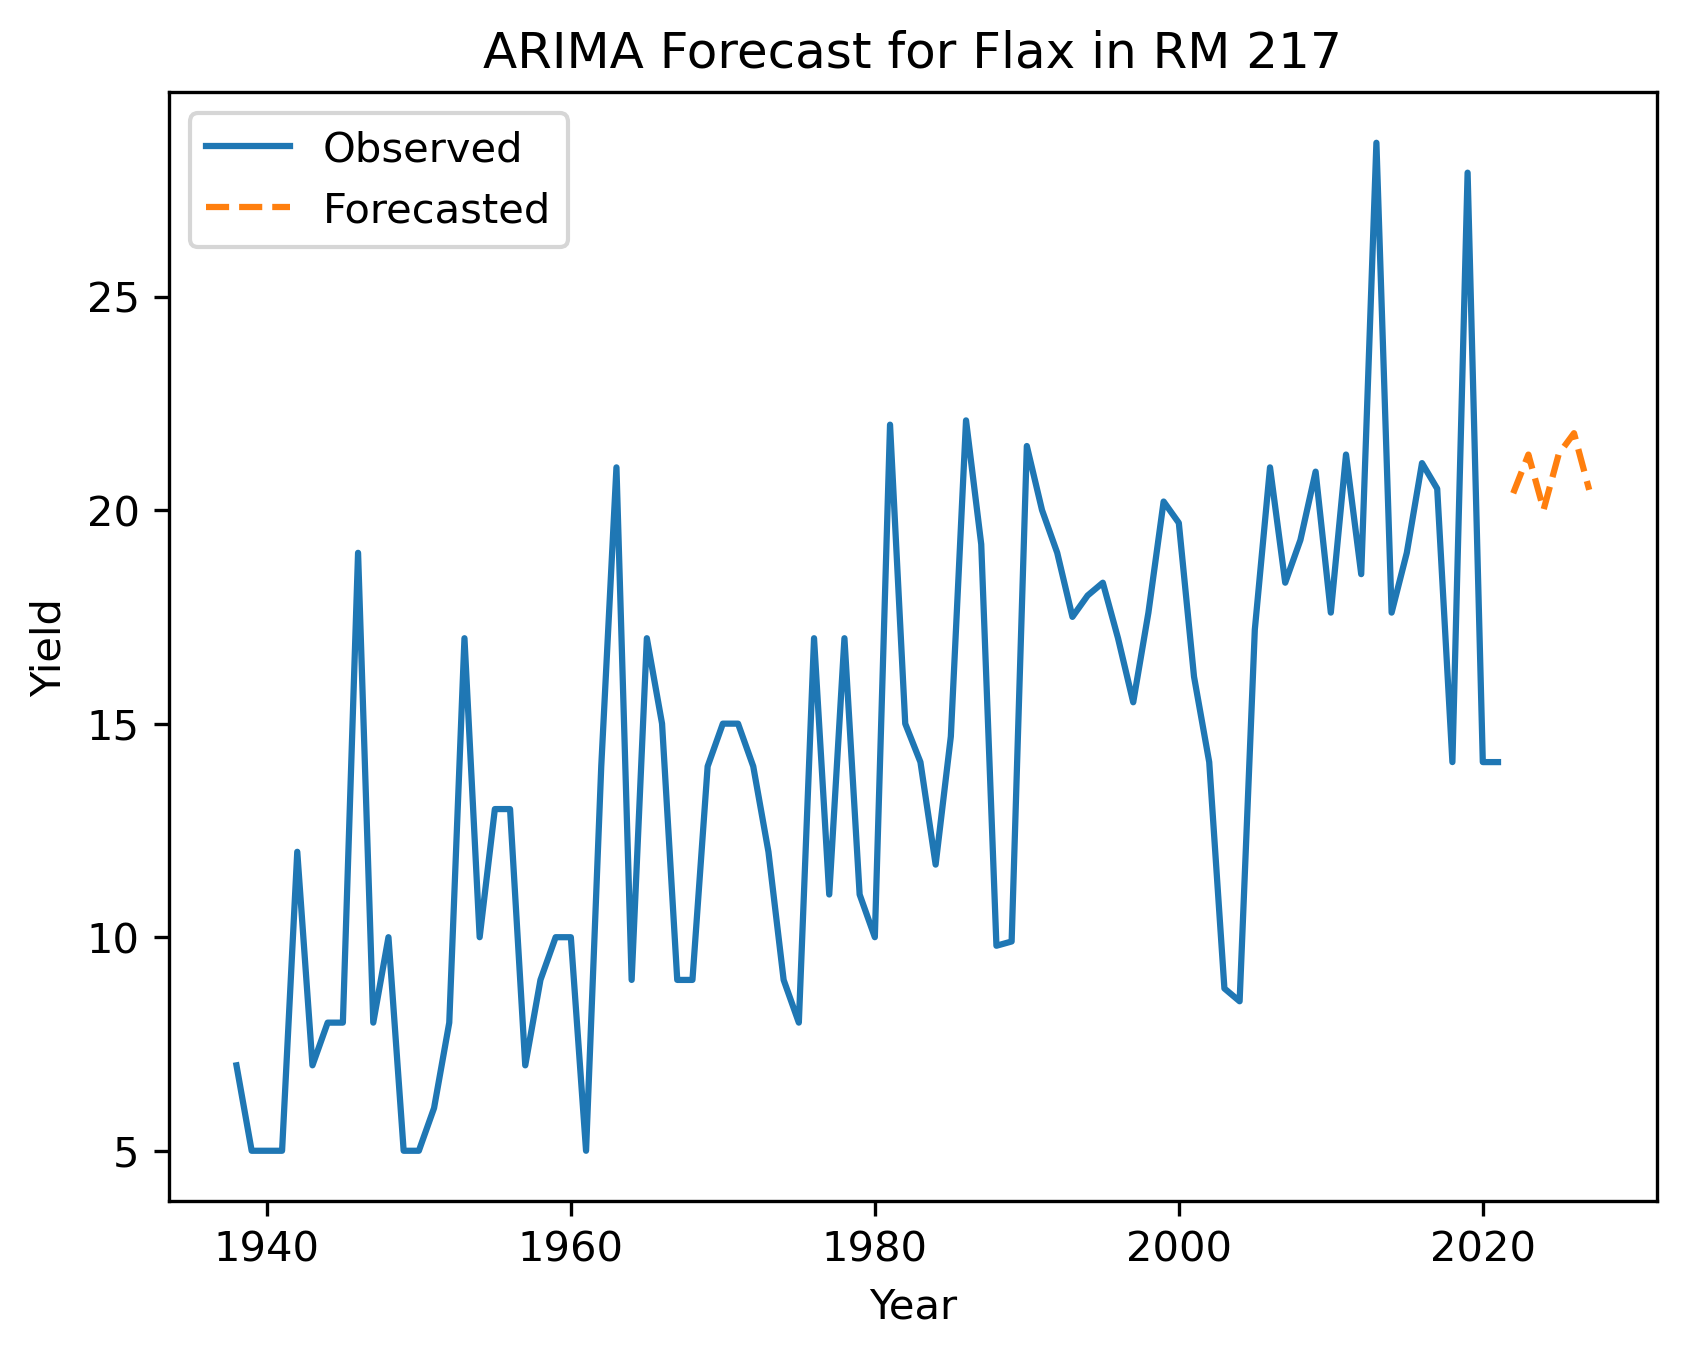 ARIMA Forecast for Flax in RM 217
Observed
Forecasted
25
20
15
10
5
Yield
1940 1960 1980 2000 2020
Year